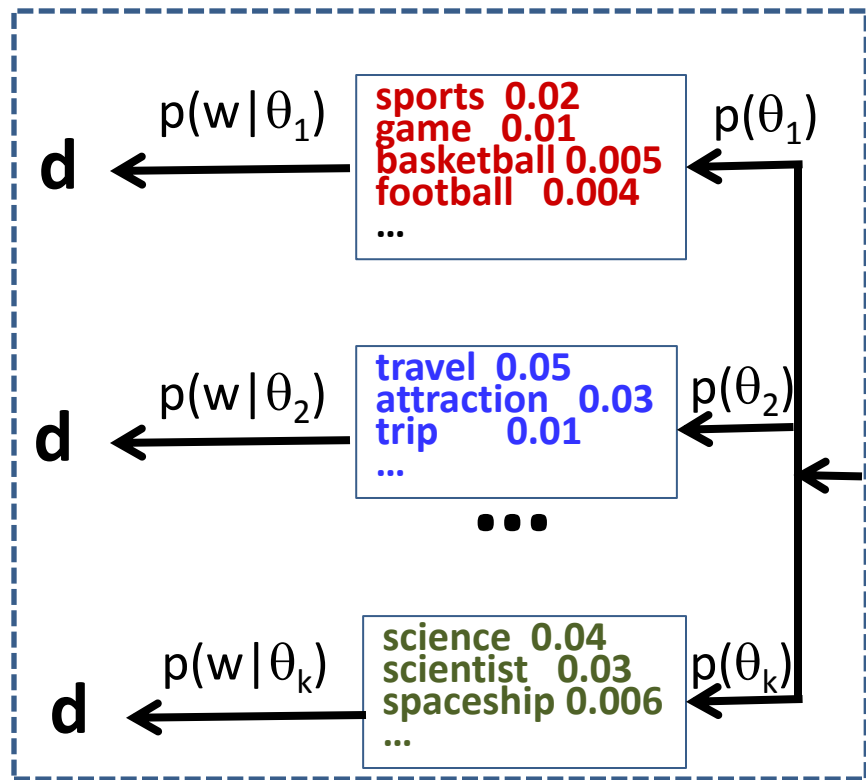 p(w|θ₁)
d
sports 0.02
game 0.01
basketball 0.005
football 0.004
...
p(θ₁)
p(w|θ₂)
d
travel 0.05
attraction 0.03
trip 0.01
...
p(θ₂)
...
p(w|θₖ)
d
science 0.04
scientist 0.03
spaceship 0.006
...
p(θₖ)